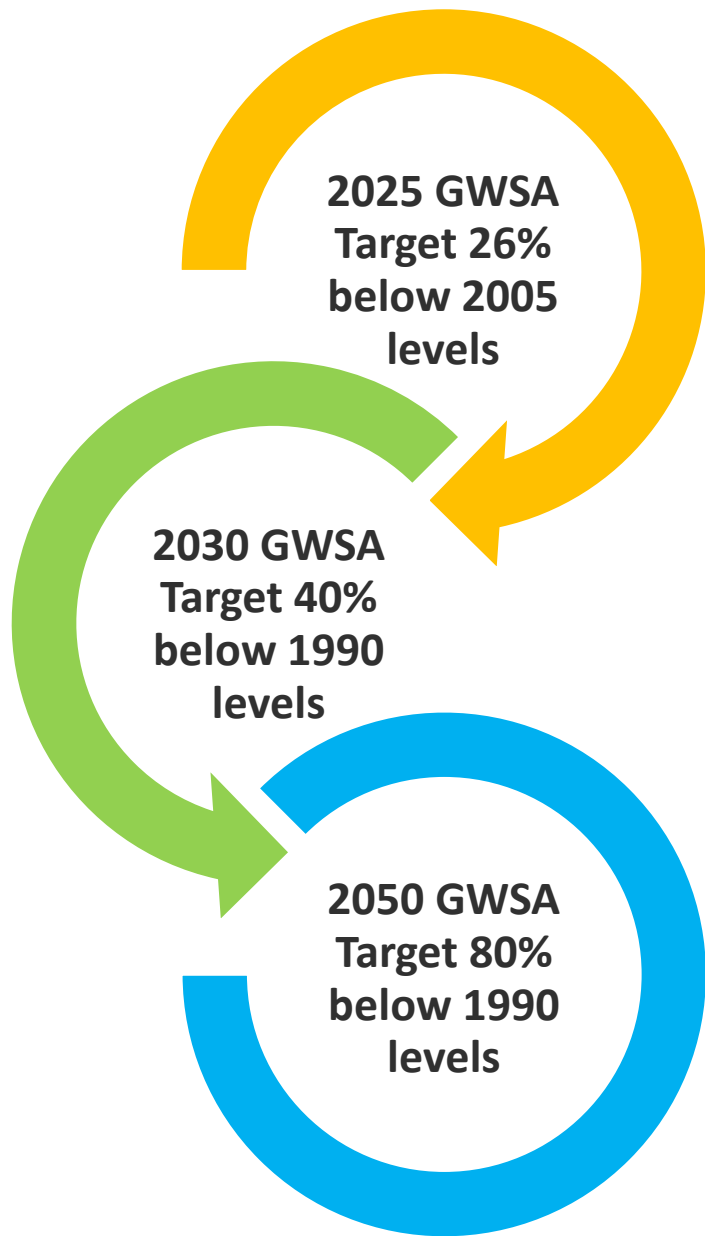 2025 GWSA
Target 26%
below 2005
levels
2030 GWSA
Target 40%
below 1990
levels
2050 GWSA
Target 80%
below 1990
levels